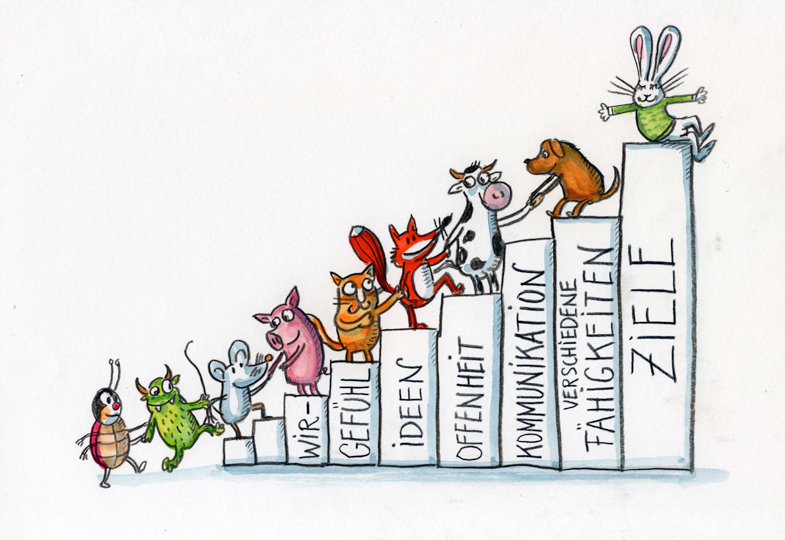 WIR-
GEFÜHL
iDEEN
OFFENHEIT
KOMMUNIKATION
VERSCHIEDENE
FÄHIGKEITEN
ZIELE